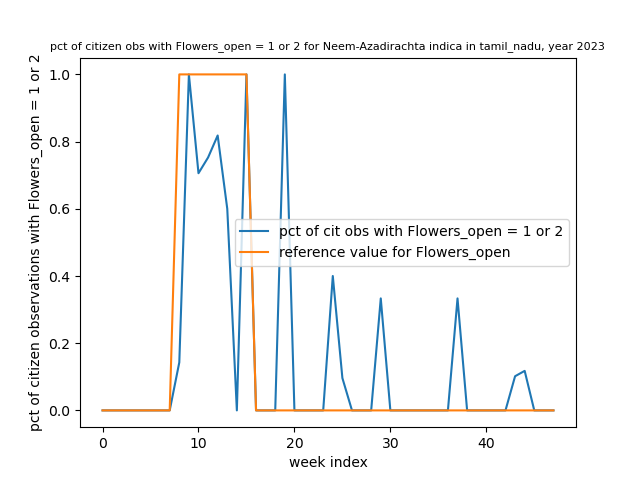 pct of citizen obs with Flowers_open = 1 or 2 for Neem-Azadirachta indica in tamil_nadu, year 2023
pct of citizen observations with Flowers_open = 1 or 2
1.0
0.8
0.6
0.4
0.2
0.0
pct of cit obs with Flowers_open = 1 or 2
reference value for Flowers_open
0 10 20 30 40
week index